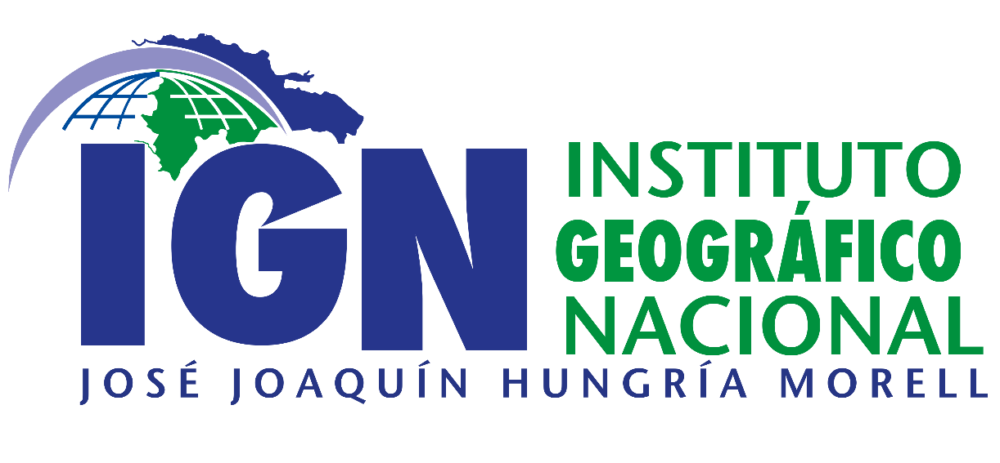 IGN
INSTITUTO
GEOGRÁFICO
NACIONAL
JOSÉ JOAQUÍN HUNGRÍA MORELL